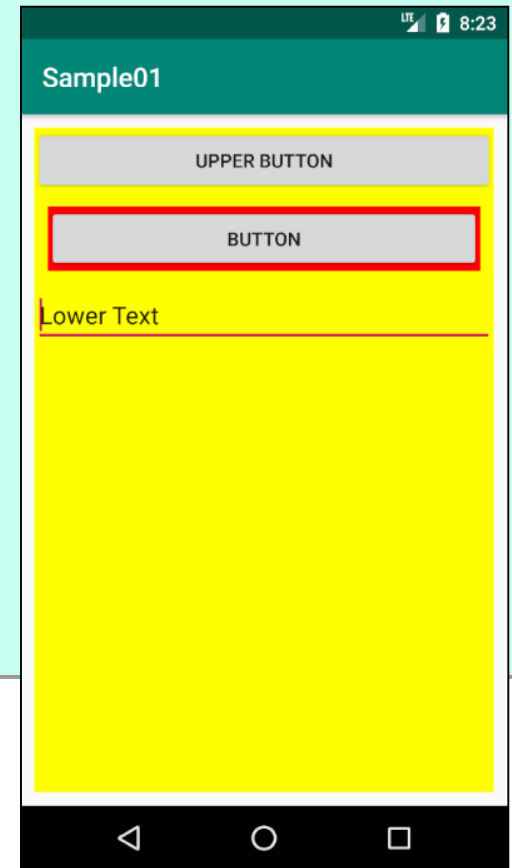 LTE 8:23
Sample01
UPPER BUTTON
BUTTON
Lower Text